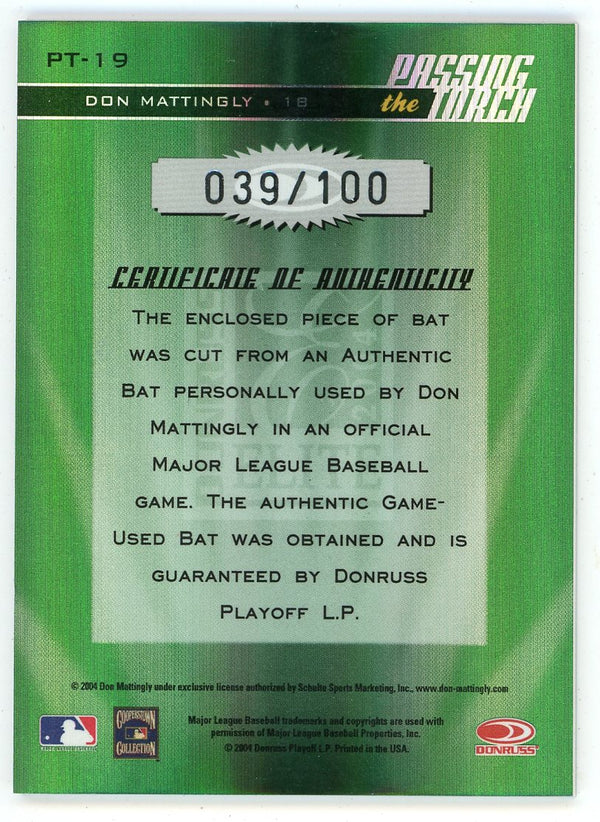 PT-19
PASSING
the TORCH
DON MATTINGLY • 1B
039/100
CERTIFICATE OF AUTHENTICITY
THE ENCLOSED PIECE OF BAT
WAS CUT FROM AN AUTHENTIC
BAT PERSONALLY USED BY DON
MATTINGLY IN AN OFFICIAL
MAJOR LEAGUE BASEBALL
GAME. THE AUTHENTIC GAME-
USED BAT WAS OBTAINED AND IS
GUARANTEED BY DONRUSS
PLAYOFF L.P.
ELITE
© 2004 Don Mattingly under exclusive license authorized by Schulte Sports Marketing, Inc., www.don-mattingly.com
COOPERSTOWN
COLLECTION
Major League Baseball trademarks and copyrights are used with
permission of Major League Baseball Properties, Inc.
© 2004 Donruss Playoff L.P. Printed in the USA.
DONRUSS